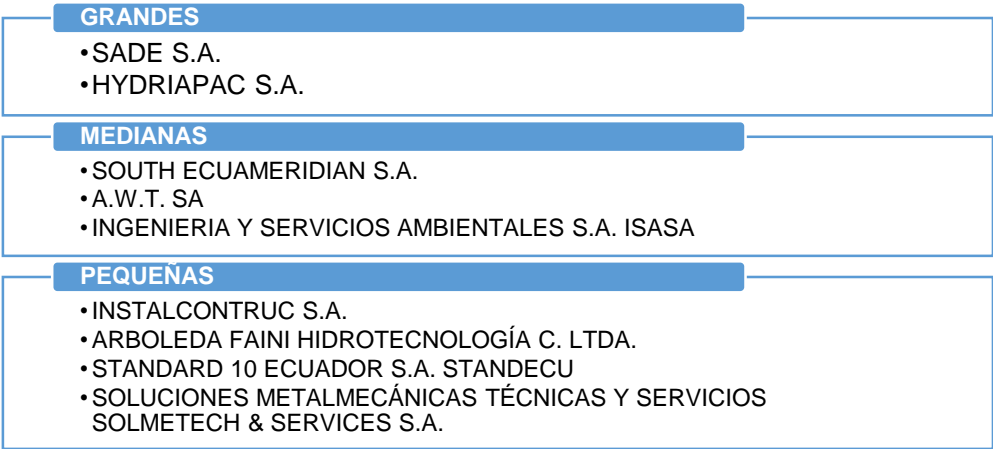 GRANDES
•SADE S.A.
•HYDRIAPAC S.A.
MEDIANAS
•SOUTH ECUAMERIDIAN S.A.
•A.W.T. SA
•INGENIERIA Y SERVICIOS AMBIENTALES S.A. ISASA
PEQUEÑAS
•INSTALCONTRUC S.A.
•ARBOLEDA FAINI HIDROTECNOLOGÍA C. LTDA.
•STANDARD 10 ECUADOR S.A. STANDECU
•SOLUCIONES METALMECÁNICAS TÉCNICAS Y SERVICIOS
SOLMETECH & SERVICES S.A.